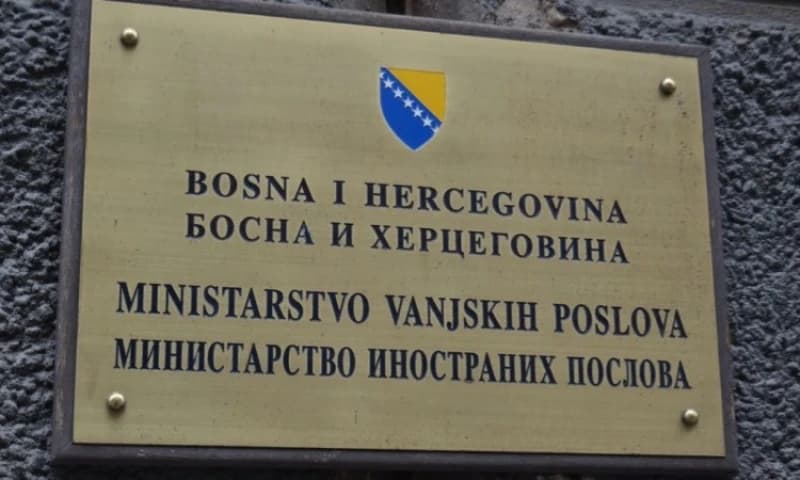 BOSNA I HERCEGOVINA
БОСНА И ХЕРЦЕГОВИНА
MINISTARSTVO VANJSKIH POSLOVA
МИНИСТАРСТВО ИНОСТРАНИХ ПОСЛОВА